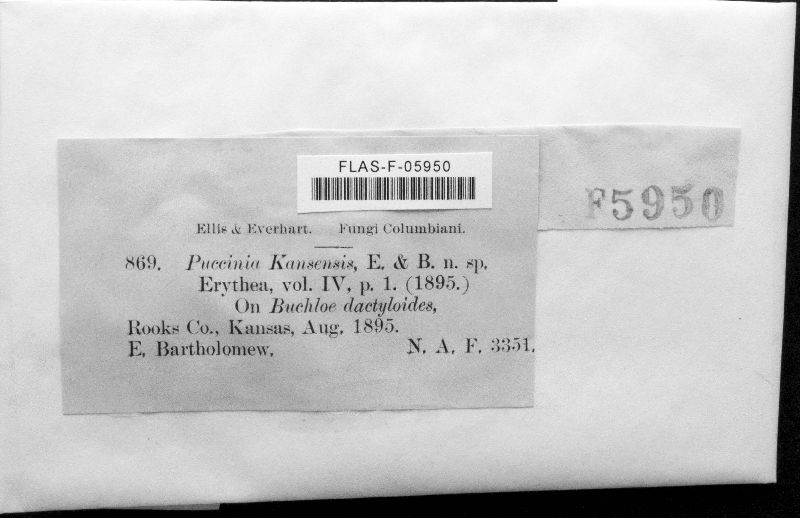 FLAS-F-05950
F5950
Ellis & Everhart. Fungi Columbiani.
869. Puccinia Kansensis, E. & B. n. sp.
Erythea, vol. IV, p. 1. (1895.)
On Buchloe dactyloides,
Rooks Co., Kansas, Aug. 1895.
E. Bartholomew. N. A. F. 3351.